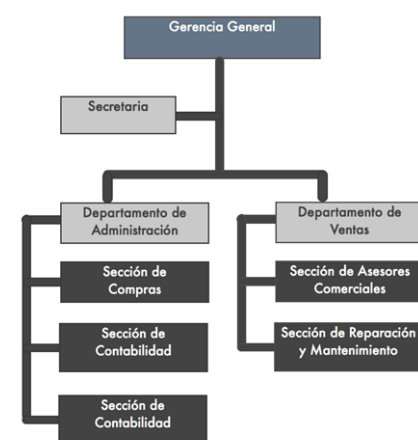 Gerencia General
Secretaria
Departamento de
Administración
Departamento de
Ventas
Sección de
Compras
Sección de Asesores
Comerciales
Sección de
Contabilidad
Sección de Reparación
y Mantenimiento
Sección de
Contabilidad